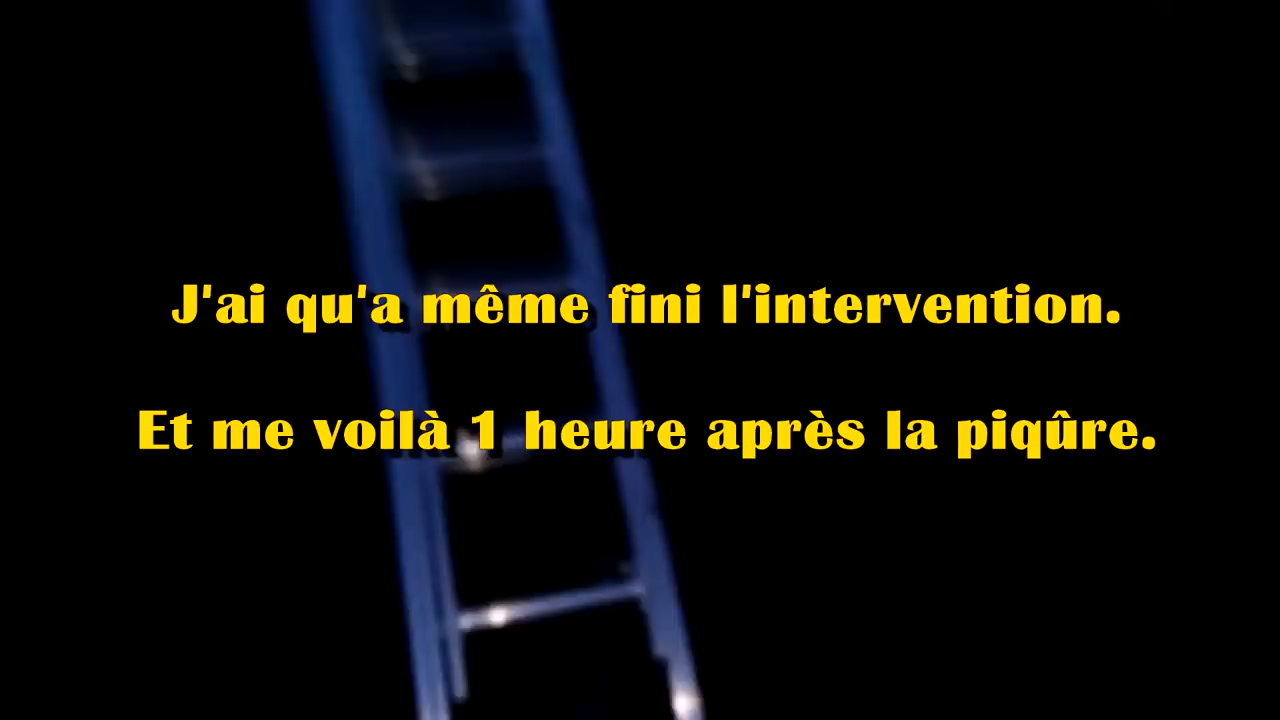 J'ai qu'a même fini l'intervention.
Et me voilà 1 heure après la piqûre.